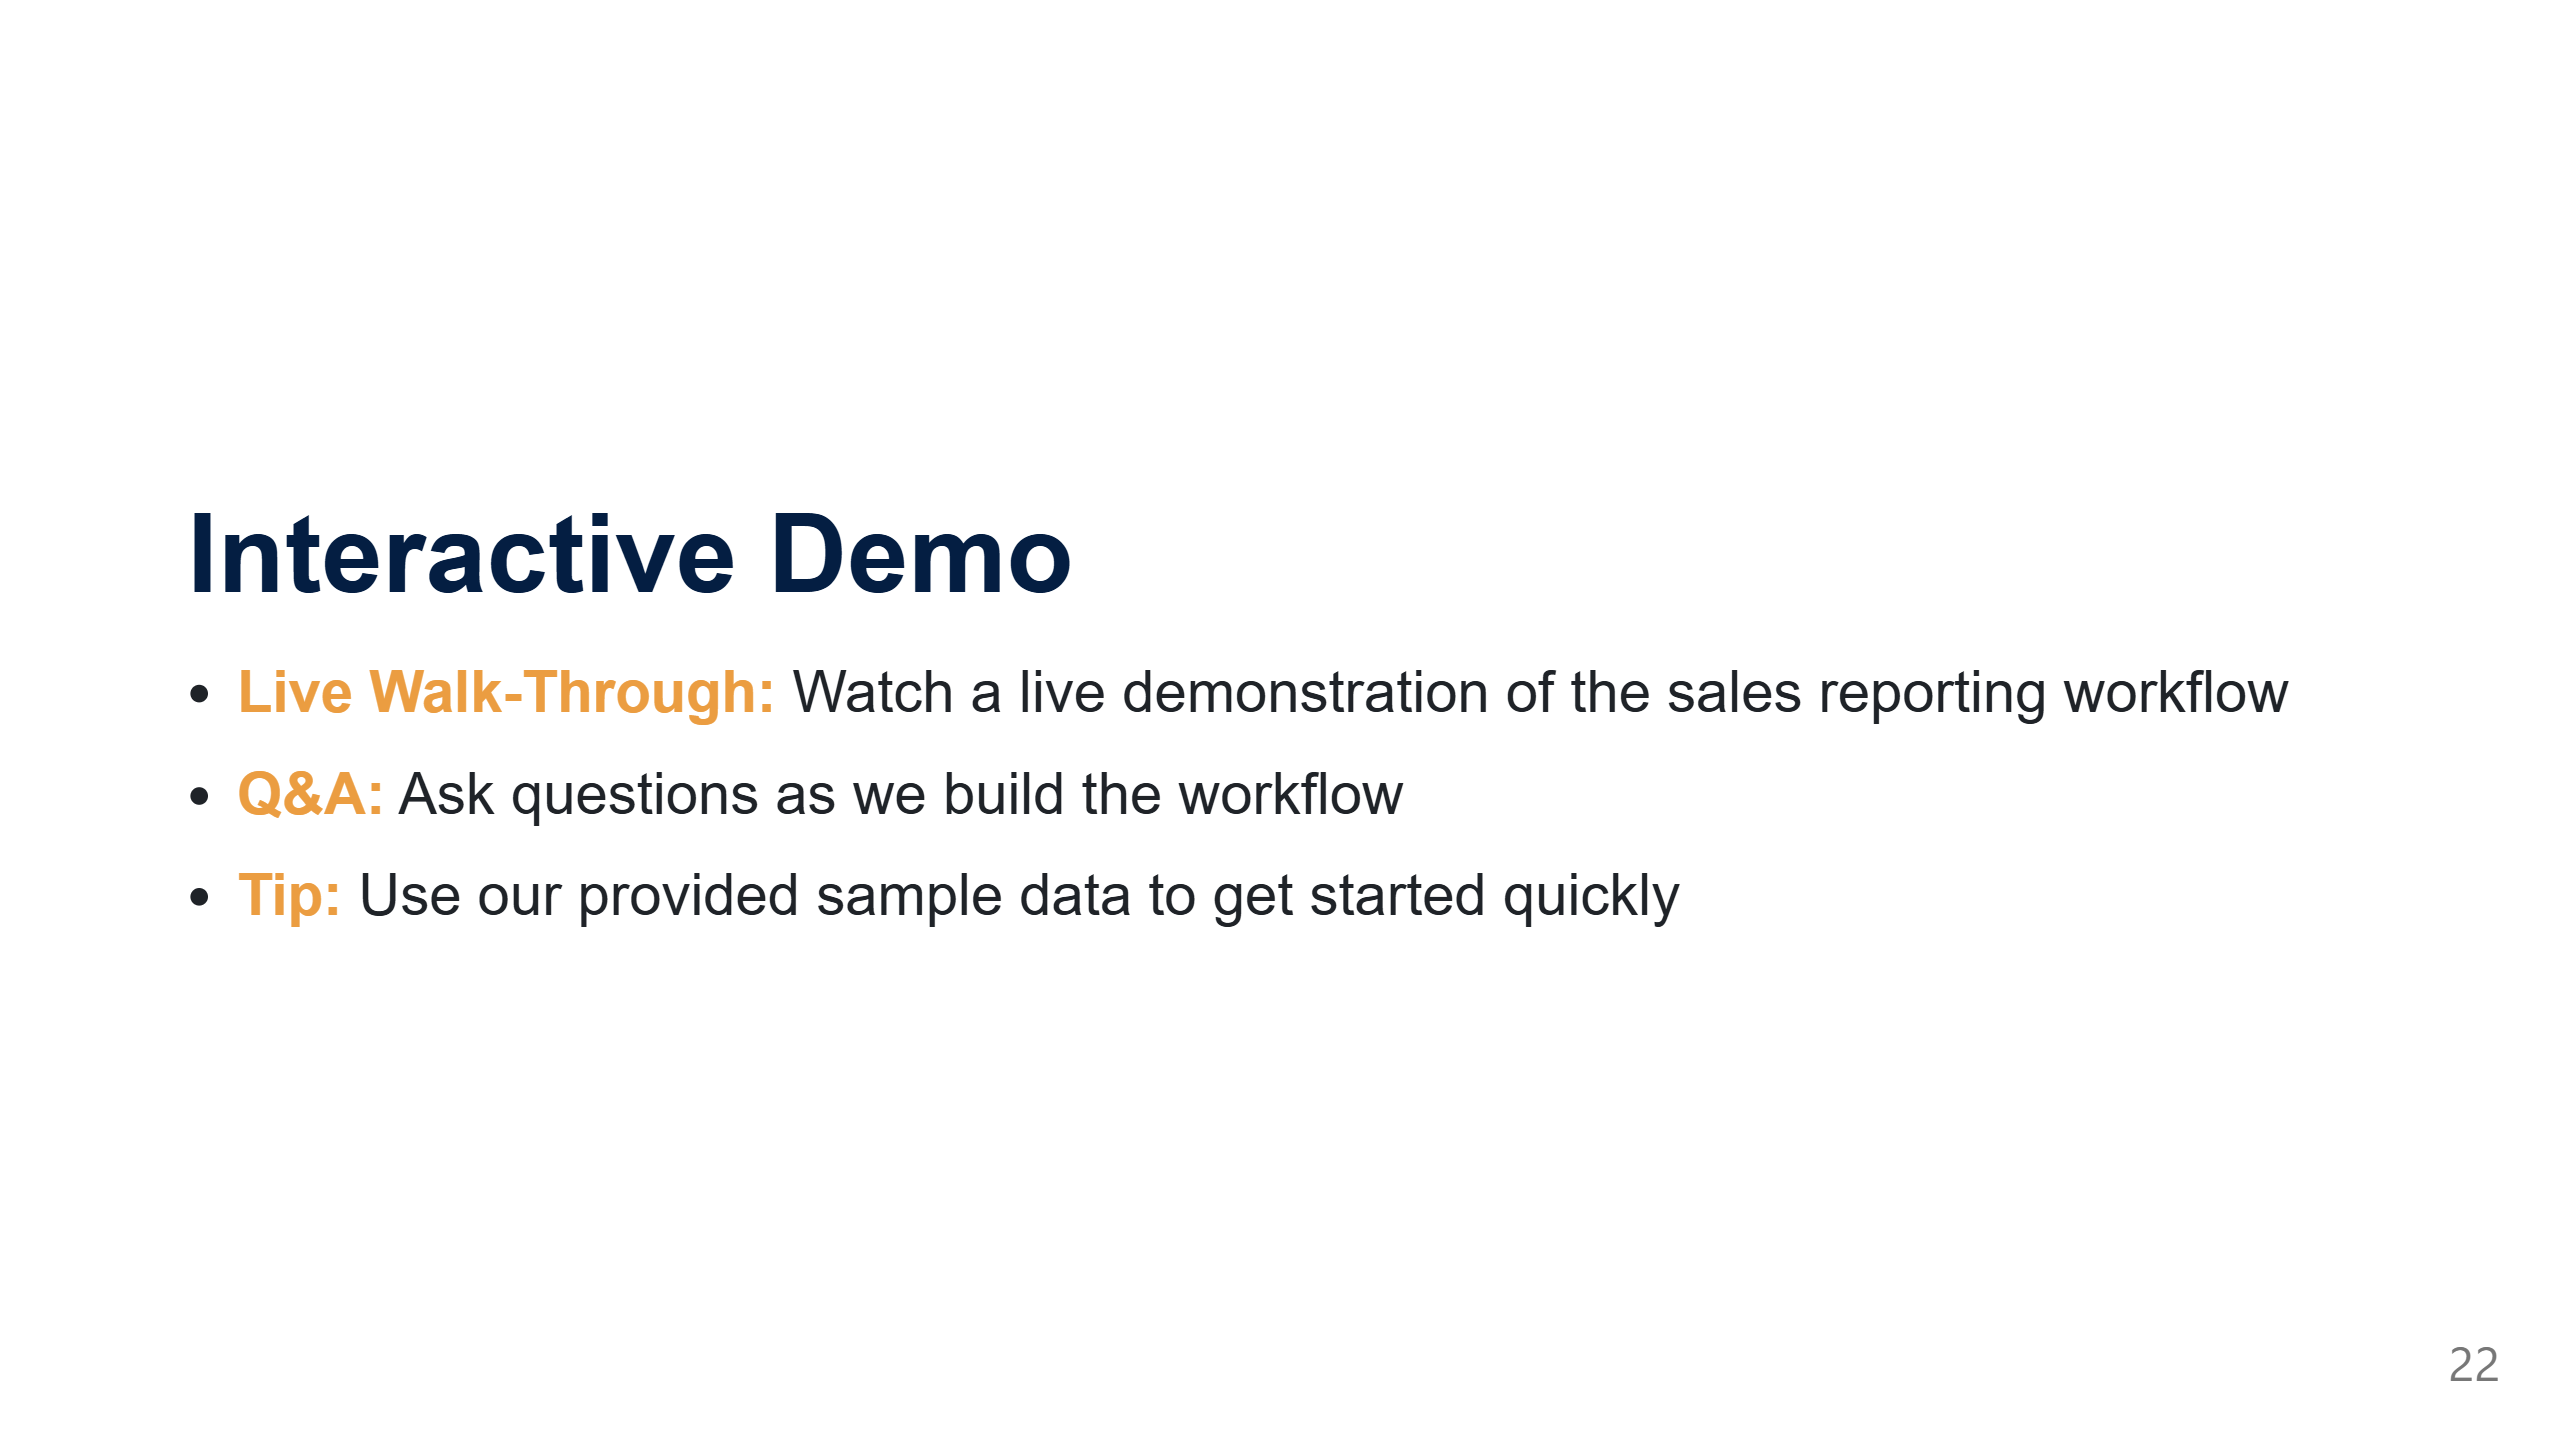 Interactive Demo
• Live Walk-Through: Watch a live demonstration of the sales reporting workflow
• Q&A: Ask questions as we build the workflow
• Tip: Use our provided sample data to get started quickly
22